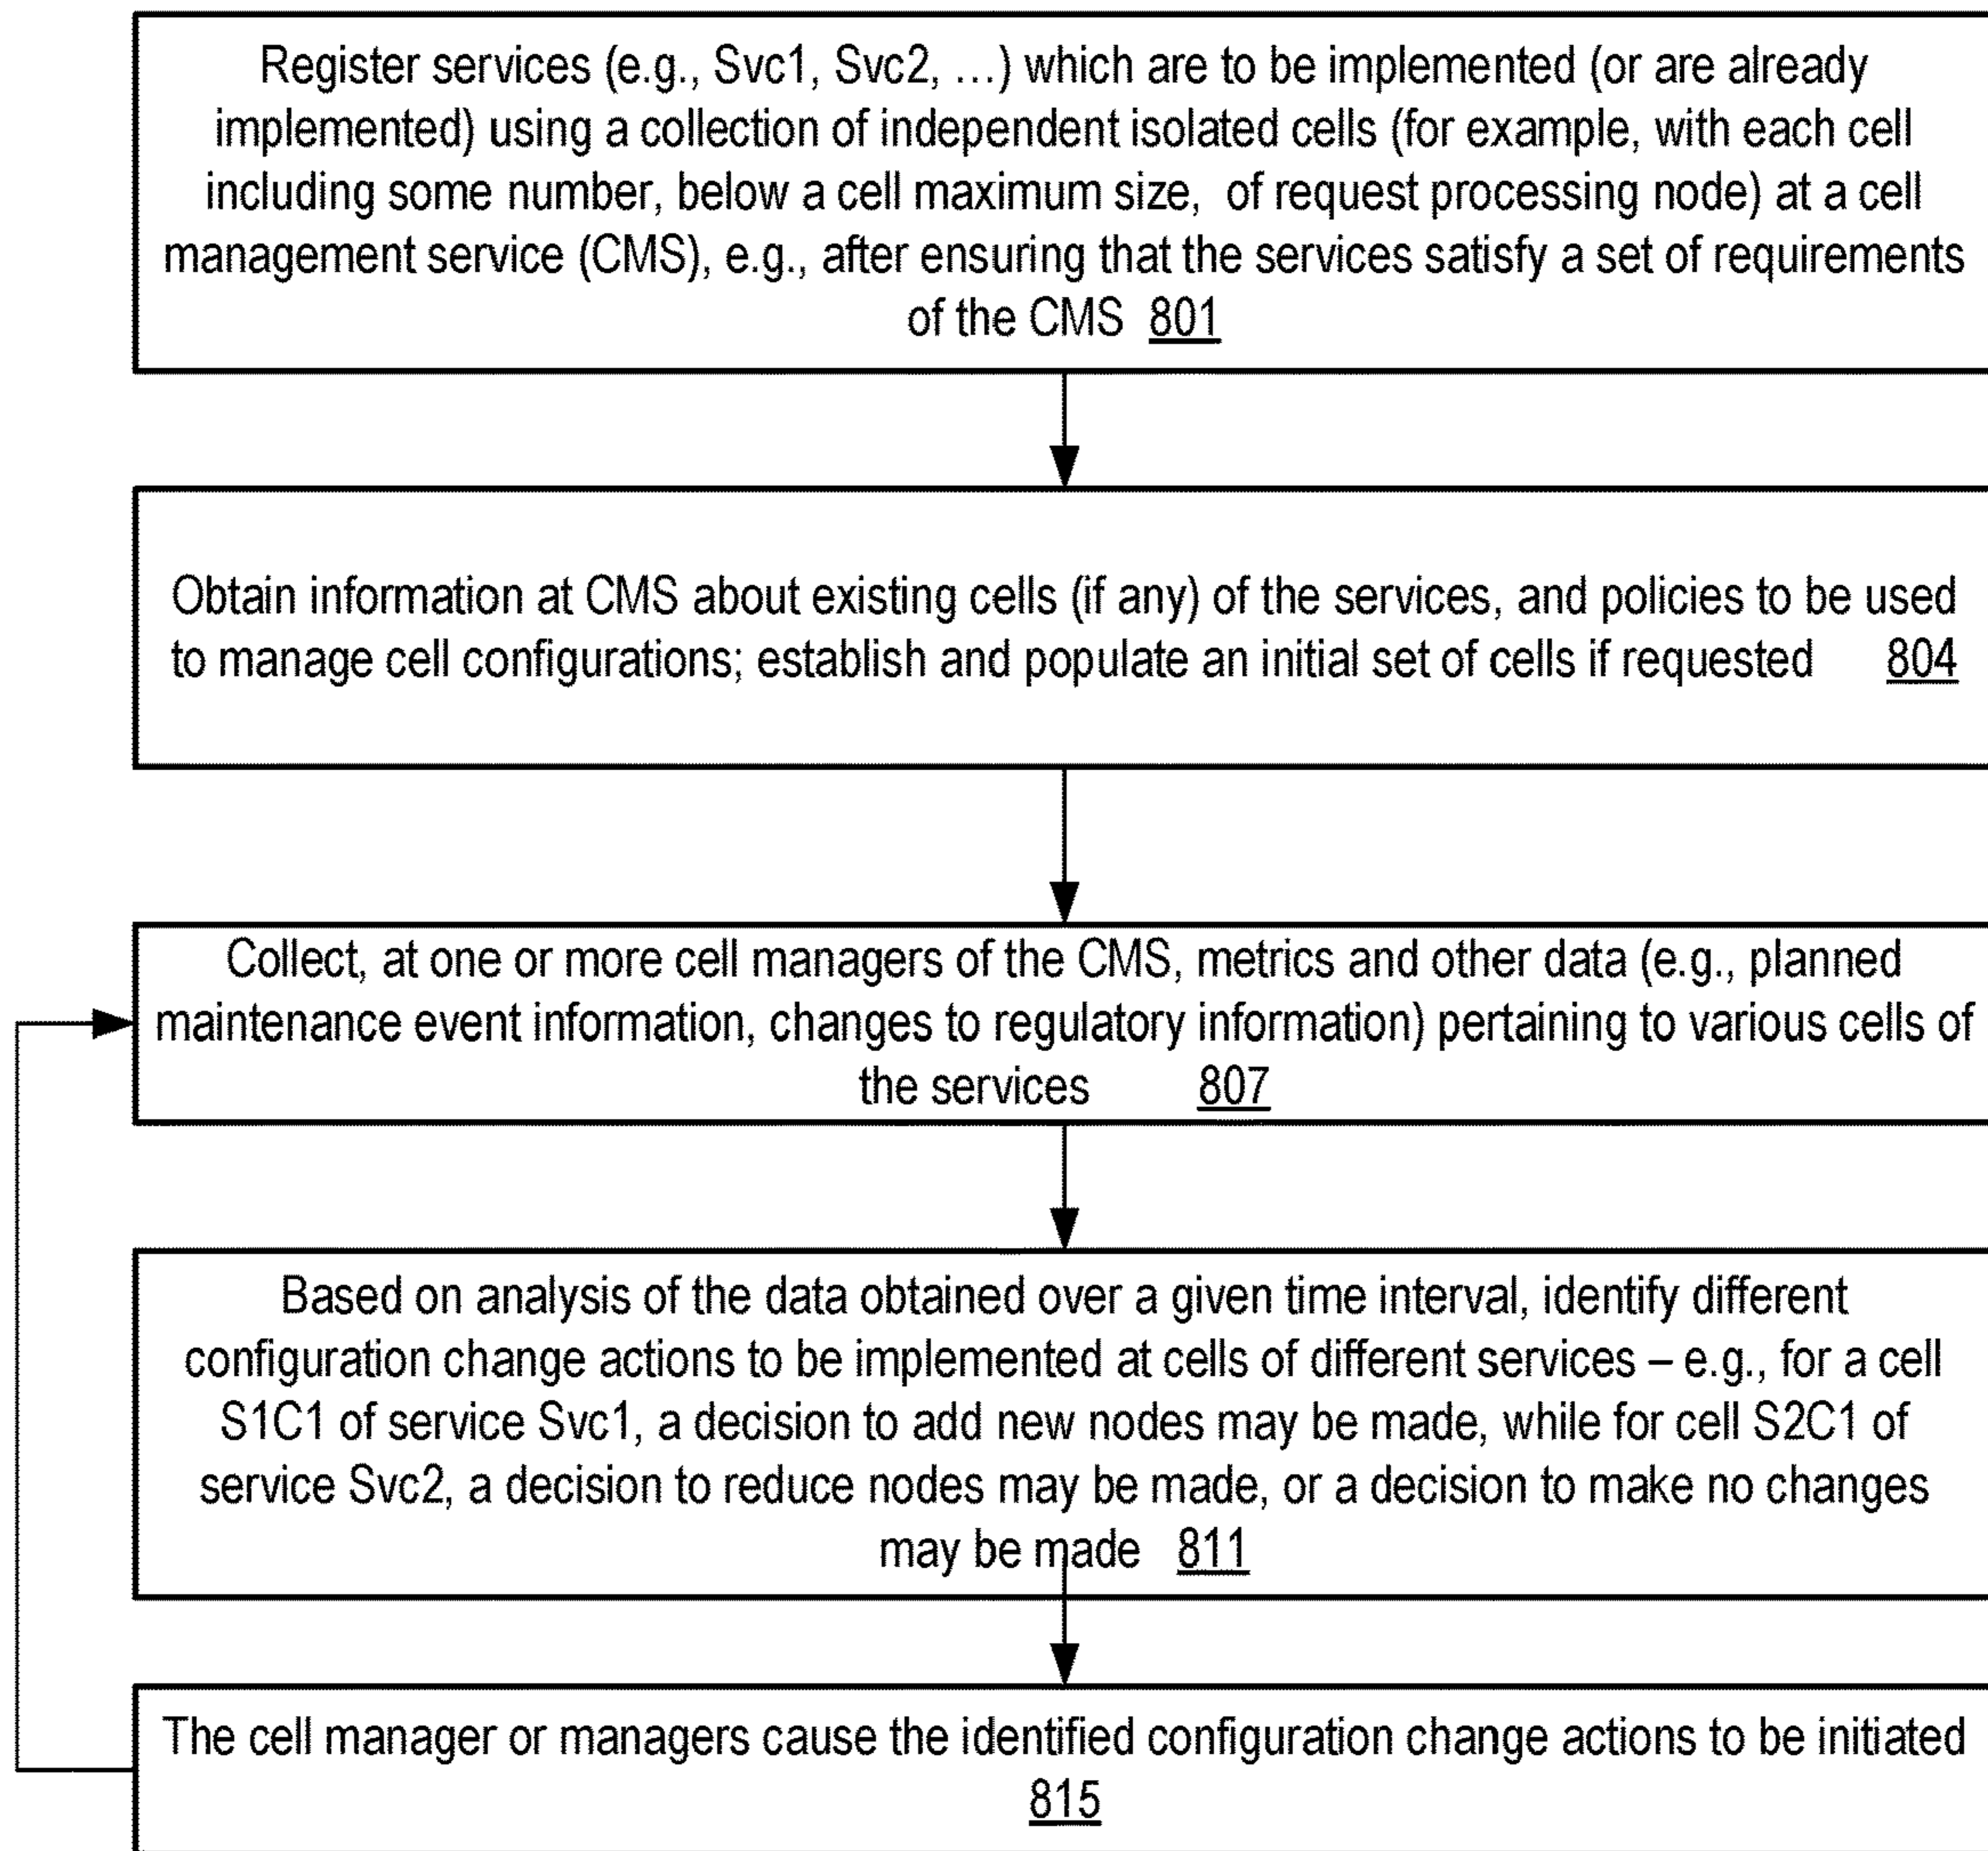 Register services (e.g., Svc1, Svc2, …) which are to be implemented (or are already
implemented) using a collection of independent isolated cells (for example, with each cell
including some number, below a cell maximum size, of request processing node) at a cell
management service (CMS), e.g., after ensuring that the services satisfy a set of requirements
of the CMS 801
Obtain information at CMS about existing cells (if any) of the services, and policies to be used
to manage cell configurations; establish and populate an initial set of cells if requested 804
Collect, at one or more cell managers of the CMS, metrics and other data (e.g., planned
maintenance event information, changes to regulatory information) pertaining to various cells of
the services 807
Based on analysis of the data obtained over a given time interval, identify different
configuration change actions to be implemented at cells of different services – e.g., for a cell
S1C1 of service Svc1, a decision to add new nodes may be made, while for cell S2C1 of
service Svc2, a decision to reduce nodes may be made, or a decision to make no changes
may be made 811
The cell manager or managers cause the identified configuration change actions to be initiated
815